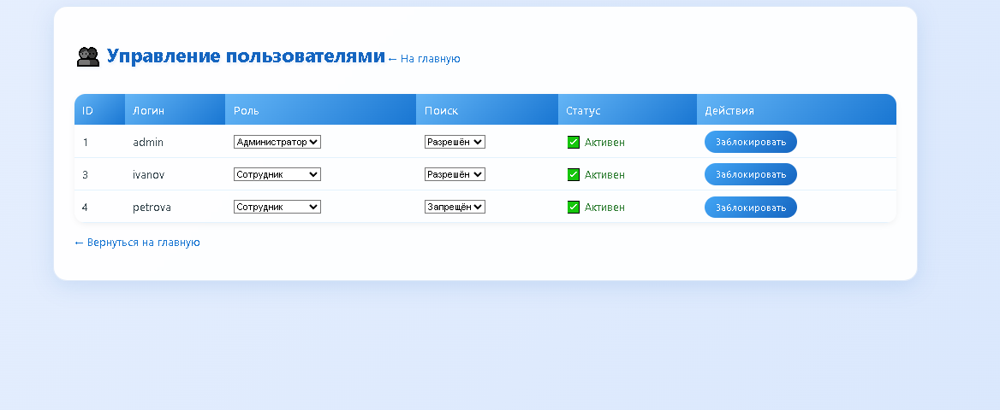 Управление пользователями ← На главную
ID Логин Роль Поиск Статус Действия
1 admin Администратор Разрешён Активен Заблокировать
3 ivanov Сотрудник Разрешён Активен Заблокировать
4 petrova Сотрудник Запрещён Активен Заблокировать
← Вернуться на главную